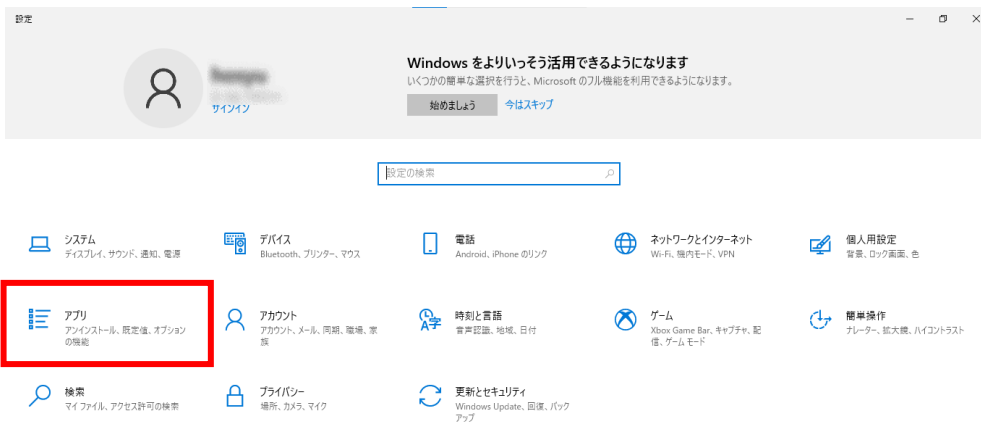 設定
Windows をよりいっそう活用できるようになります
いくつかの簡単な選択を行うと、Microsoft のフル機能を利用できるようになります。
サインイン
始めましょう
今はスキップ
設定の検索
システム
ディスプレイ、サウンド、通知、電源
デバイス
Bluetooth、プリンター、マウス
電話
Android、iPhone のリンク
ネットワークとインターネット
Wi-Fi、機内モード、VPN
個人用設定
背景、ロック画面、色
アプリ
アンインストール、既定値、オプション
の機能
アカウント
アカウント、メール、同期、職場、家
族
時刻と言語
音声認識、地域、日付
ゲーム
Xbox Game Bar、キャプチャ、配
信、ゲーム モード
簡単操作
ナレーター、拡大鏡、ハイコントラスト
検索
マイ ファイル、アクセス許可の検索
プライバシー
場所、カメラ、マイク
更新とセキュリティ
Windows Update、回復、バック
アップ